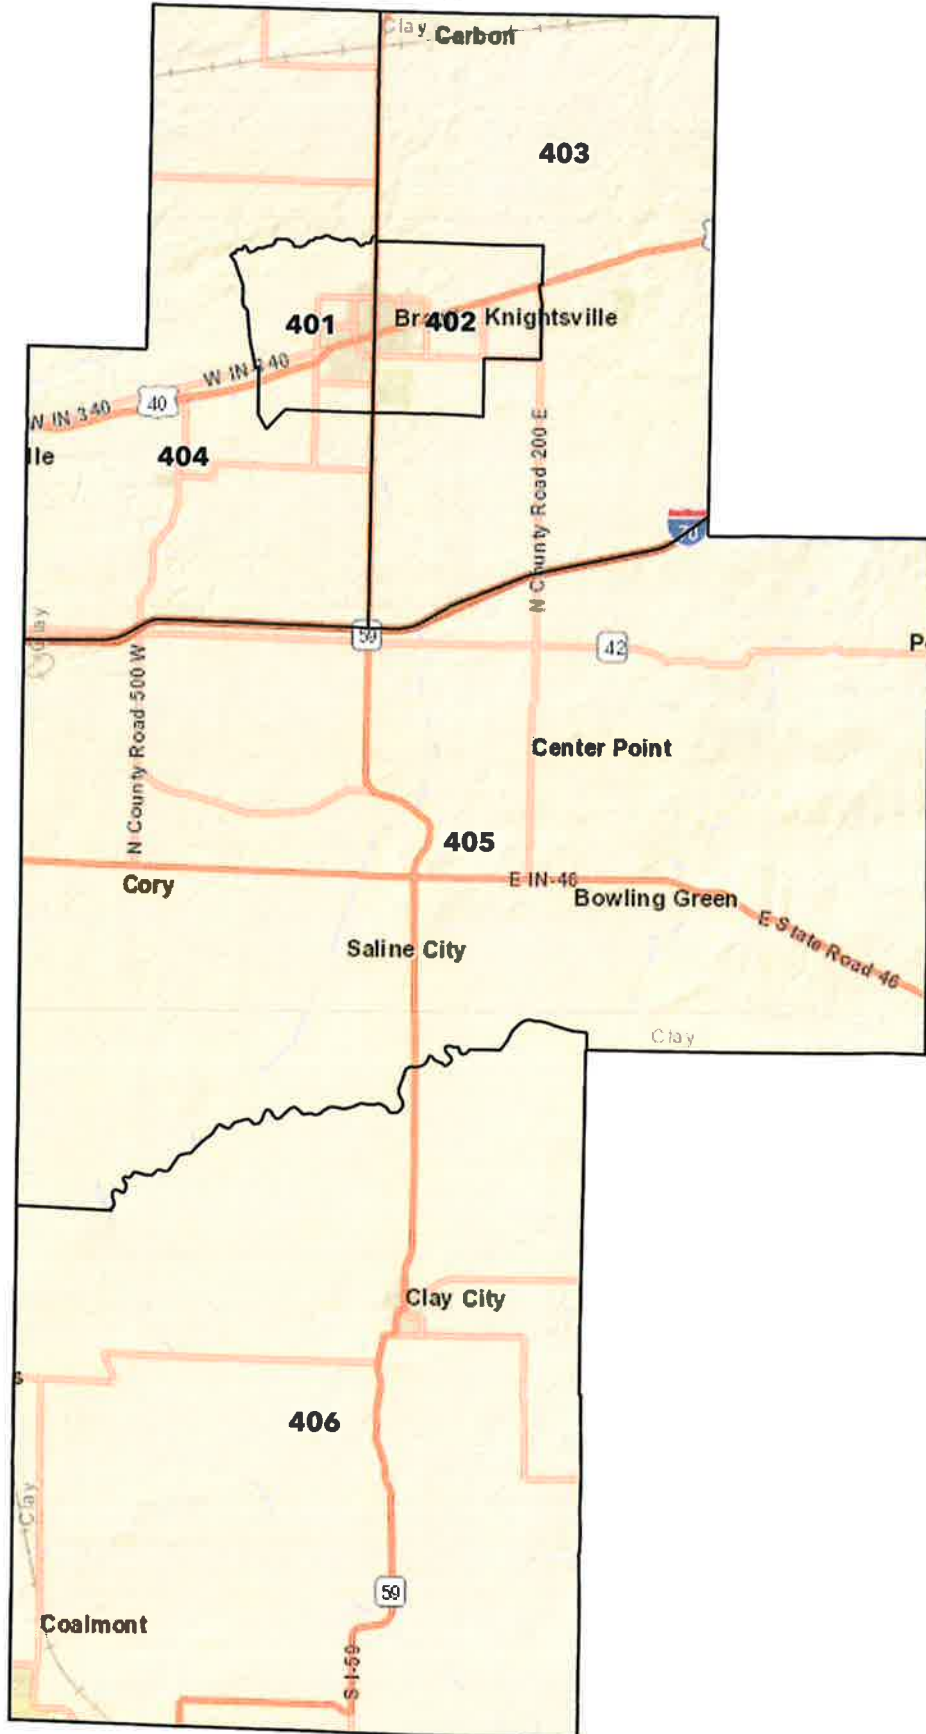 Clay
Carbon
403
401
Bra
402
Knightsville
W IN 340
W IN 340
40
lle
404
N County Road 200 E
70
Clay
59
42
P
N County Road 500 W
Center Point
405
Cory
E IN-46
Bowling Green
E State Road 46
Saline City
Clay
Clay City
s
406
Clay
59
Coalmont
S I-59